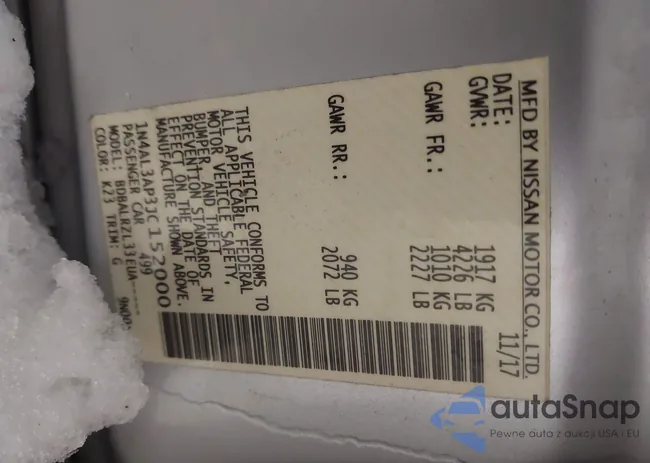 MFD BY NISSAN MOTOR CO., LTD.
DATE: 11/17
GVWR: 1917 KG
4226 LB
GAWR FR.: 1010 KG
2227 LB
GAWR RR.: 940 KG
2072 LB
THIS VEHICLE CONFORMS TO
ALL APPLICABLE FEDERAL
MOTOR VEHICLE SAFETY,
BUMPER, AND THEFT
PREVENTION STANDARDS IN
EFFECT ON THE DATE OF
MANUFACTURE SHOWN ABOVE.
1N4AL3AP3JC152000
PASSENGER CAR 499
MODEL: BDBALRZL33EUA-----
COLOR: K23 TRIM: G
autaSnap
Pewne auta z aukcji USA - EU